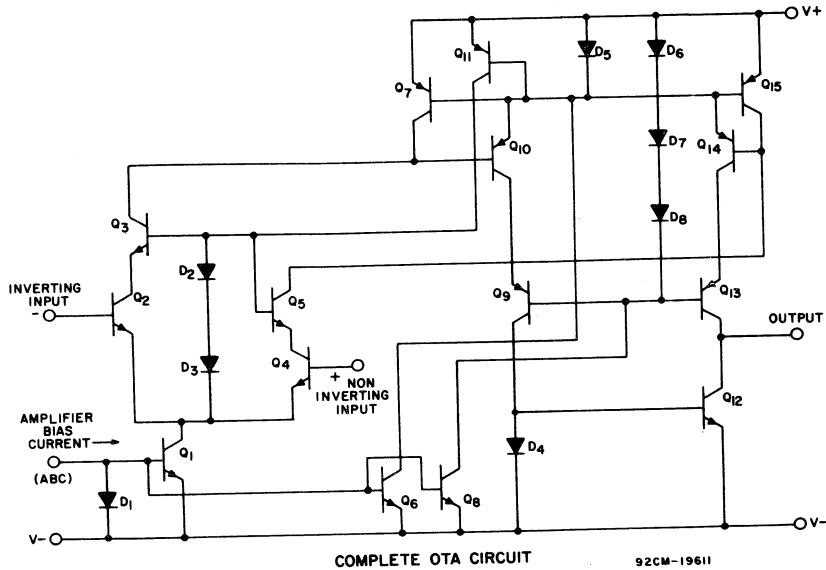 V+
Q11
D5
D6
Q7
Q15
Q10
D7
Q14
Q3
D8
D2
INVERTING
INPUT
-
Q2
Q5
Q9
Q13
OUTPUT
D3
Q4
+
NON
INVERTING
INPUT
Q12
AMPLIFIER
BIAS
CURRENT
Q1
D4
(ABC)
D1
Q6
Q8
V-
V-
COMPLETE OTA CIRCUIT
92CM-19611